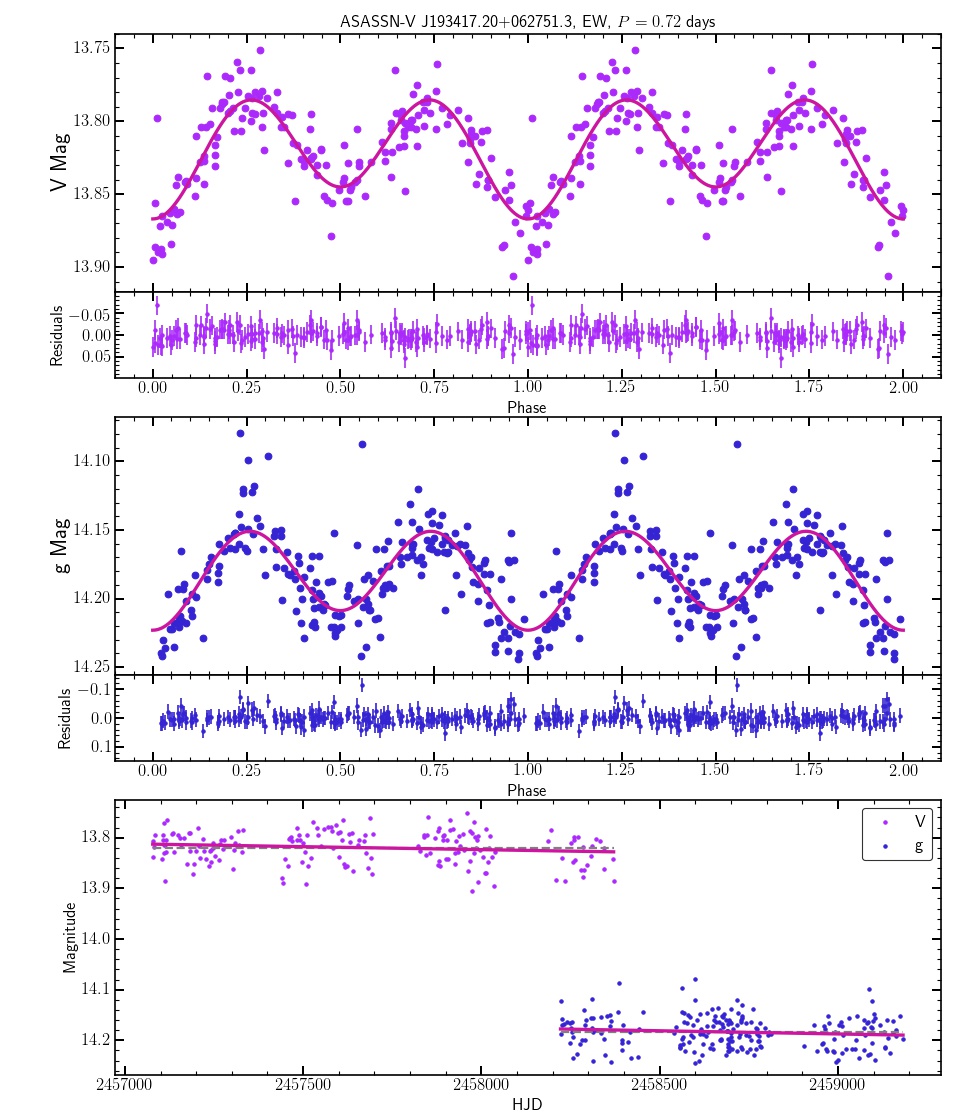 ASASSN-V J193417.20+062751.3, EW, P = 0.72 days
13.75
13.80
13.85
13.90
V Mag
−0.05
0.00
0.05
Residuals
0.00 0.25 0.50 0.75 1.00 1.25 1.50 1.75 2.00
Phase
14.10
14.15
14.20
14.25
g Mag
−0.1
0.0
0.1
Residuals
0.00 0.25 0.50 0.75 1.00 1.25 1.50 1.75 2.00
Phase
V
g
13.8
13.9
14.0
14.1
14.2
Magnitude
2457000 2457500 2458000 2458500 2459000
HJD